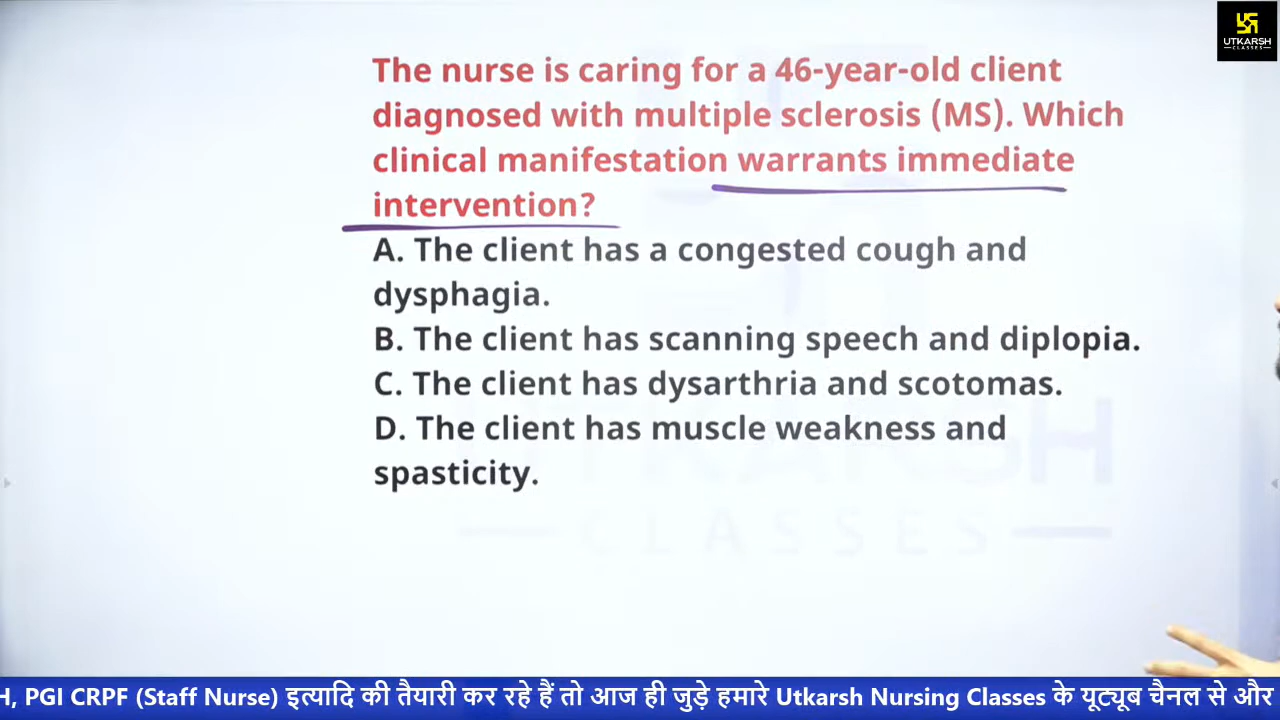 UTKARSH
CLASSES
The nurse is caring for a 46-year-old client
diagnosed with multiple sclerosis (MS). Which
clinical manifestation warrants immediate
intervention?
A. The client has a congested cough and
dysphagia.
B. The client has scanning speech and diplopia.
C. The client has dysarthria and scotomas.
D. The client has muscle weakness and
spasticity.
UTKARSH
CLASSES
H, PGI CRPF (Staff Nurse) इत्यादि की तैयारी कर रहे हैं तो आज ही जुड़े हमारे Utkarsh Nursing Classes के यूट्यूब चैनल से और